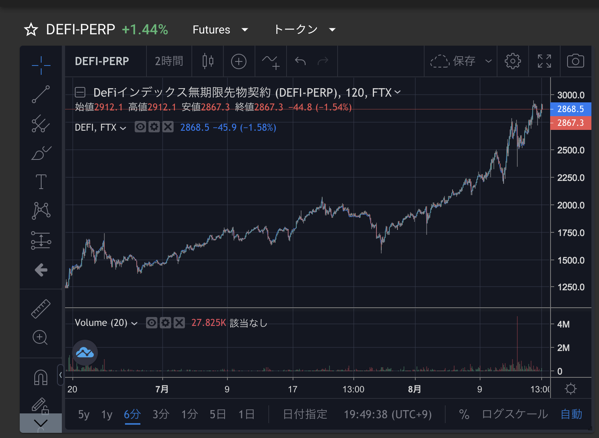 DEFI-PERP +1.44% Futures トークン
DEFI-PERP 2時間 保存
DeFiインデックス無期限先物契約 (DEFI-PERP), 120, FTX
始値2912.1 高値2912.1 安値2867.3 終値2867.3 −44.8 (−1.54%)
DEFI, FTX 2868.5 −45.9 (−1.58%)
3000.0
2868.5
2867.3
2500.0
2250.0
2000.0
1750.0
1500.0
1250.0
Volume (20) 27.825K 該当なし
4M
2M
0
20 7月 9 17 13:00 8月 9 13:00
5y 1y 6分 3分 1分 5日 1日 日付指定 19:49:38 (UTC+9) % ログスケール 自動